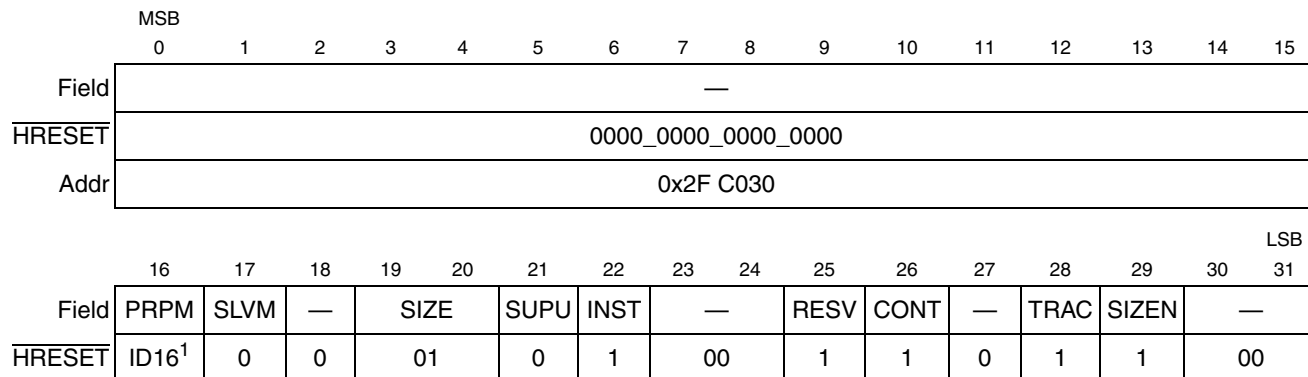 MSB
0 1 2 3 4 5 6 7 8 9 10 11 12 13 14 15
Field —
HRESET 0000_0000_0000_0000
Addr 0x2F C030
LSB
16 17 18 19 20 21 22 23 24 25 26 27 28 29 30 31
Field PRPM SLVM — SIZE SUPU INST — RESV CONT — TRAC SIZEN —
HRESET ID16¹ 0 0 01 0 1 00 1 1 0 1 1 00